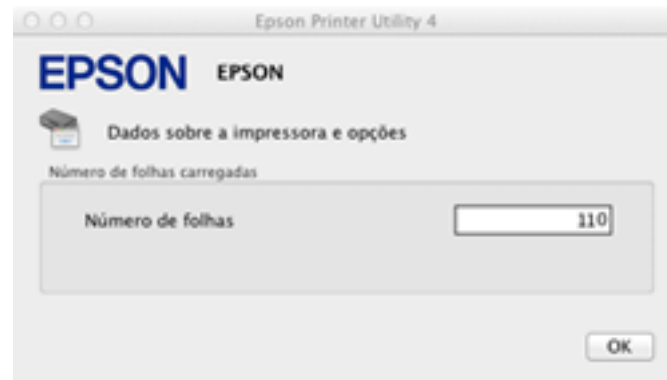 Epson Printer Utility 4
EPSON EPSON
Dados sobre a impressora e opções
Número de folhas carregadas
Número de folhas 110
OK